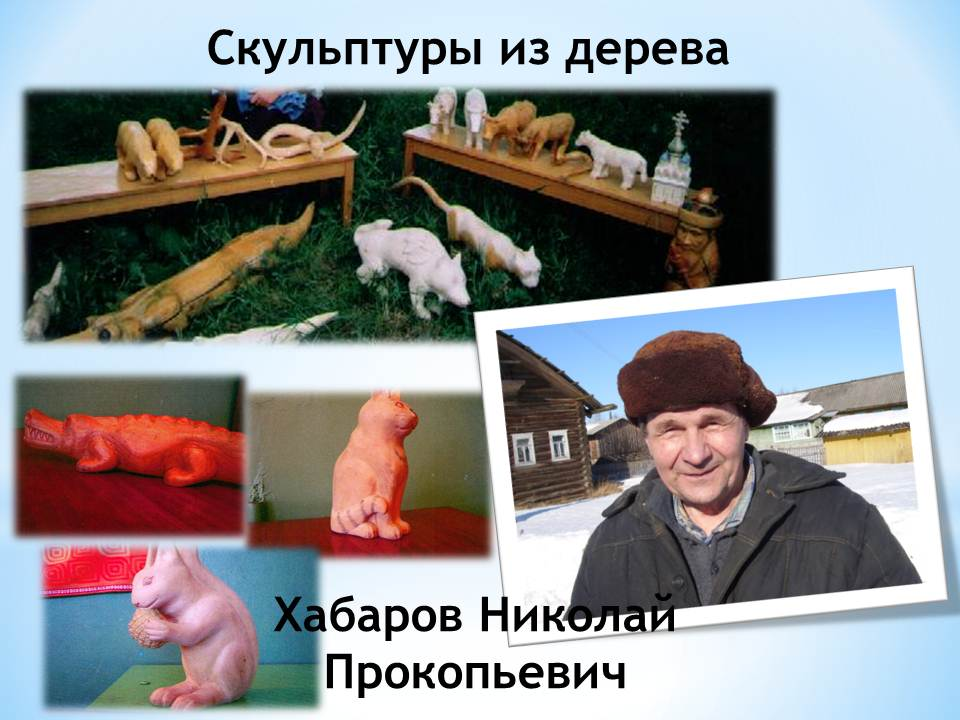 Скульптуры из дерева
Хабаров Николай
Прокопьевич